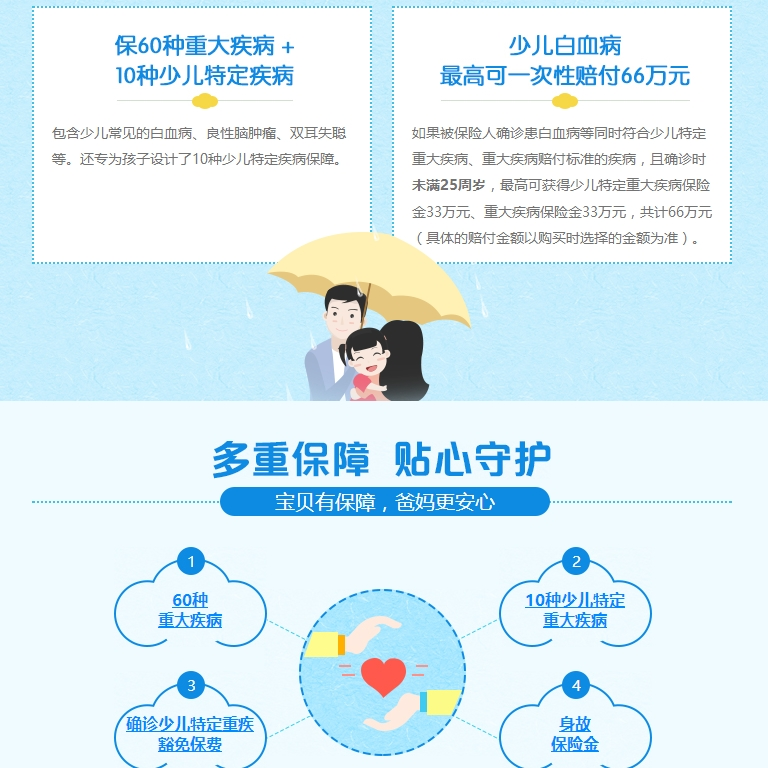 保60种重大疾病 +
10种少儿特定疾病
包含少儿常见的白血病、良性脑肿瘤、双耳失聪
等。还专为孩子设计了10种少儿特定疾病保障。
少儿白血病
最高可一次性赔付66万元
如果被保险人确诊患白血病等同时符合少儿特定
重大疾病、重大疾病赔付标准的疾病，且确诊时
未满25周岁，最高可获得少儿特定重大疾病保险
金33万元、重大疾病保险金33万元，共计66万元
（具体的赔付金额以购买时选择的金额为准）。
多重保障 贴心守护
宝贝有保障，爸妈更安心
1
60种
重大疾病
2
10种少儿特定
重大疾病
3
确诊少儿特定重疾
豁免保费
4
身故
保险金